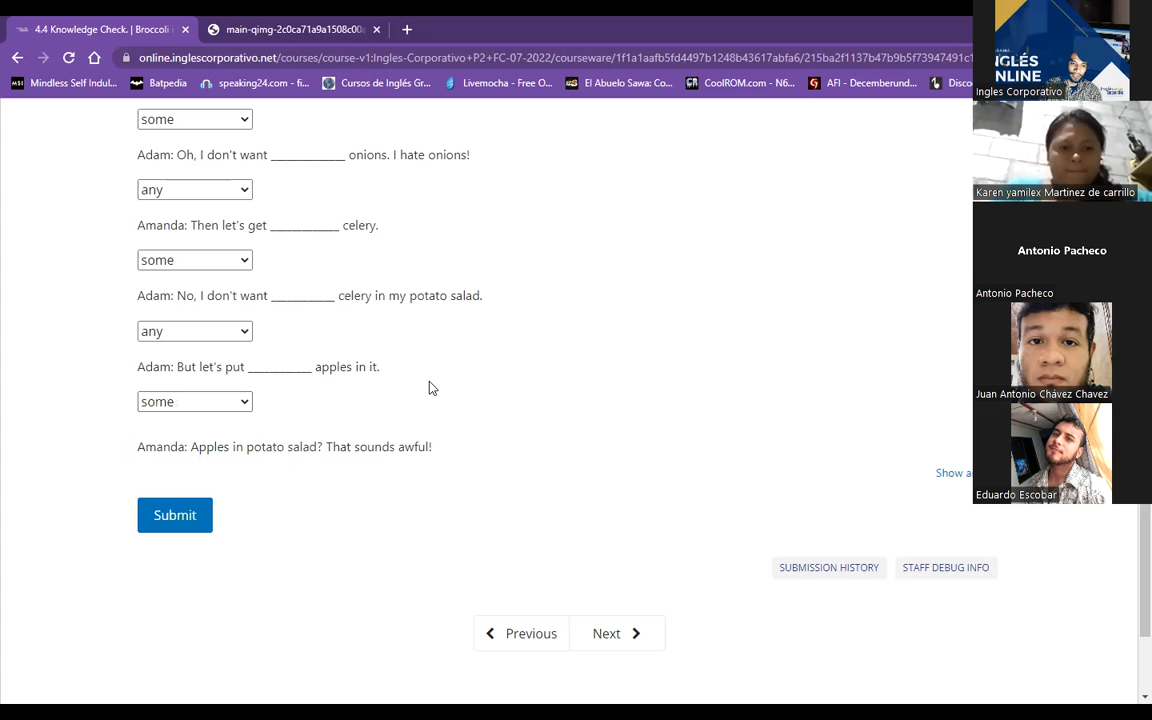 4.4 Knowledge Check. | Broccoli
main-qimg-2c0ca71a9a1508c00a
online.inglescorporativo.net/courses/course-v1:Ingles-Corporativo+P2+FC-07-2022/courseware/1f1a1aafb5fd4497b1248b43617abfa6/215ba2f1137b47b9b5f73947491c1
Mindless Self Indul...
Batpedia
speaking24.com - fi...
Cursos de Inglés Gr...
Livemocha - Free O...
El Abuelo Sawa: Co...
CoolROM.com - N6...
AFI - Decemberund...
Disco
some
Adam: Oh, I don't want ____________ onions. I hate onions!
any
Amanda: Then let's get ___________ celery.
some
Adam: No, I don't want __________ celery in my potato salad.
any
Adam: But let's put __________ apples in it.
some
Amanda: Apples in potato salad? That sounds awful!
Show a
Submit
SUBMISSION HISTORY
STAFF DEBUG INFO
Previous
Next
NGLÉS
ONLINE
Ingles Corporativo
Karen yamilex Martinez de carrillo
Antonio Pacheco
Antonio Pacheco
Juan Antonio Chávez Chavez
Eduardo Escobar